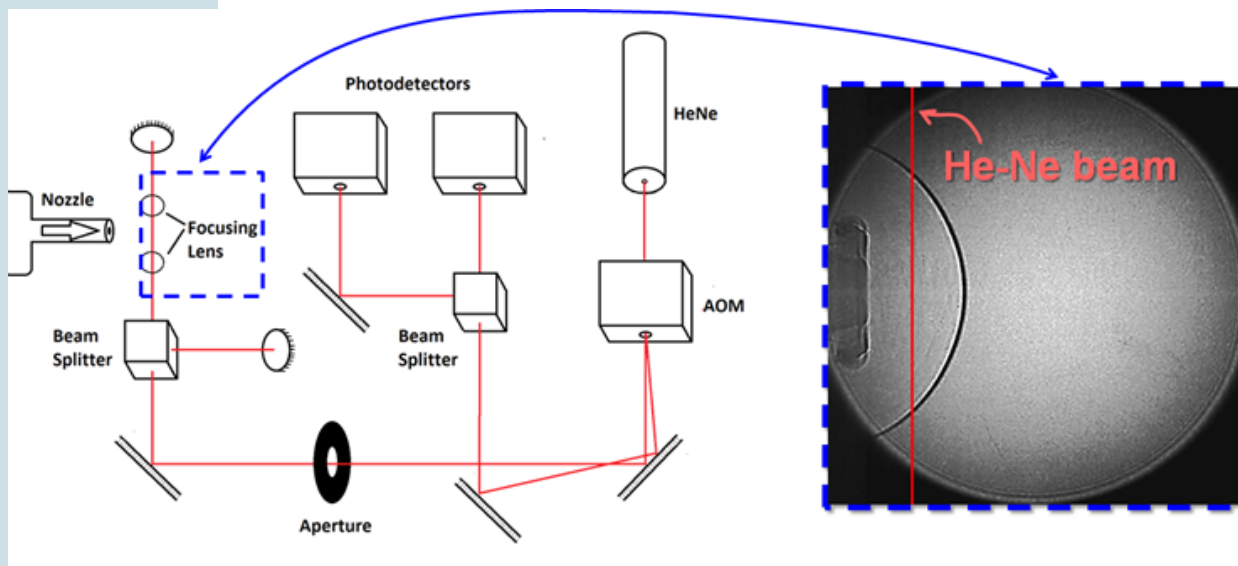 Photodetectors
HeNe
Nozzle
Focusing
Lens
He-Ne beam
AOM
Beam
Splitter
Beam
Splitter
Aperture